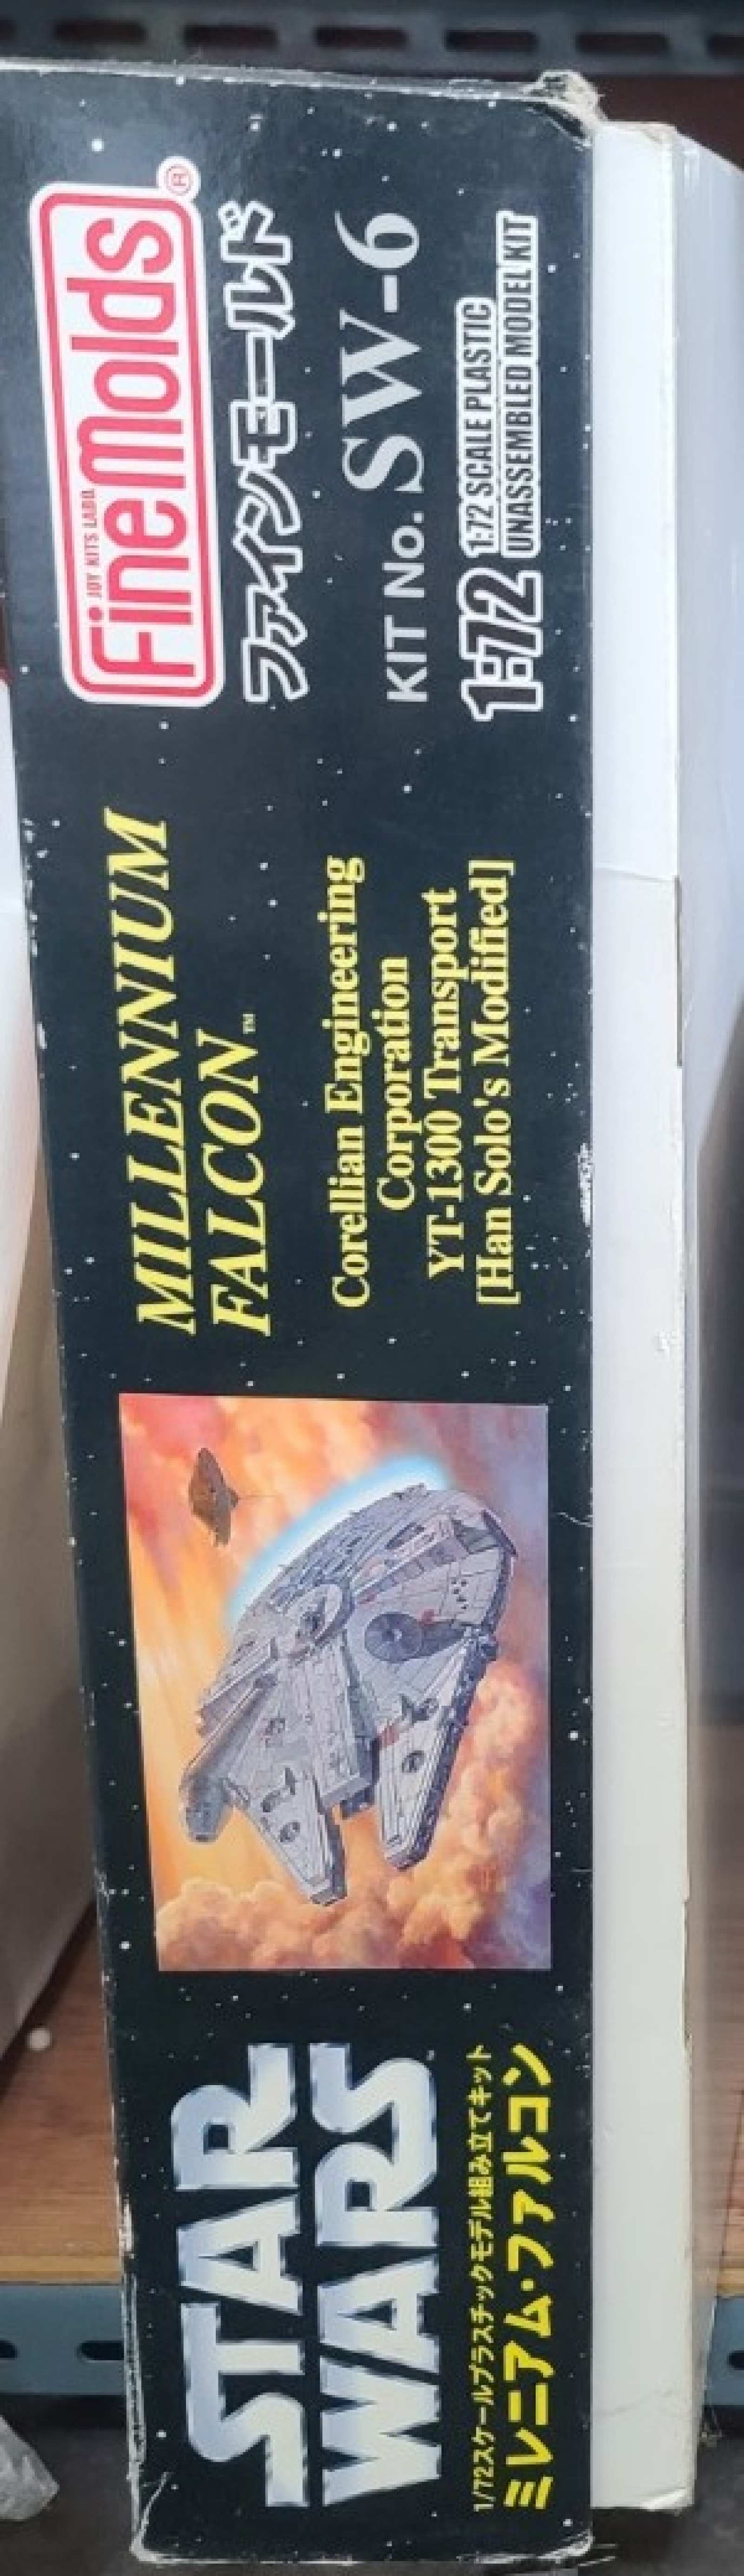 STAR
WARS
1/72スケールプラスチックモデル組み立てキット
ミレニアム・ファルコン
MILLENNIUM
FALCON™
Corellian Engineering
Corporation
YT-1300 Transport
[Han Solo's Modified]
JOY KITS LABO.
FineMolds®
ファインモールド
KIT No. SW-6
1:72 1:72 SCALE PLASTIC
UNASSEMBLED MODEL KIT